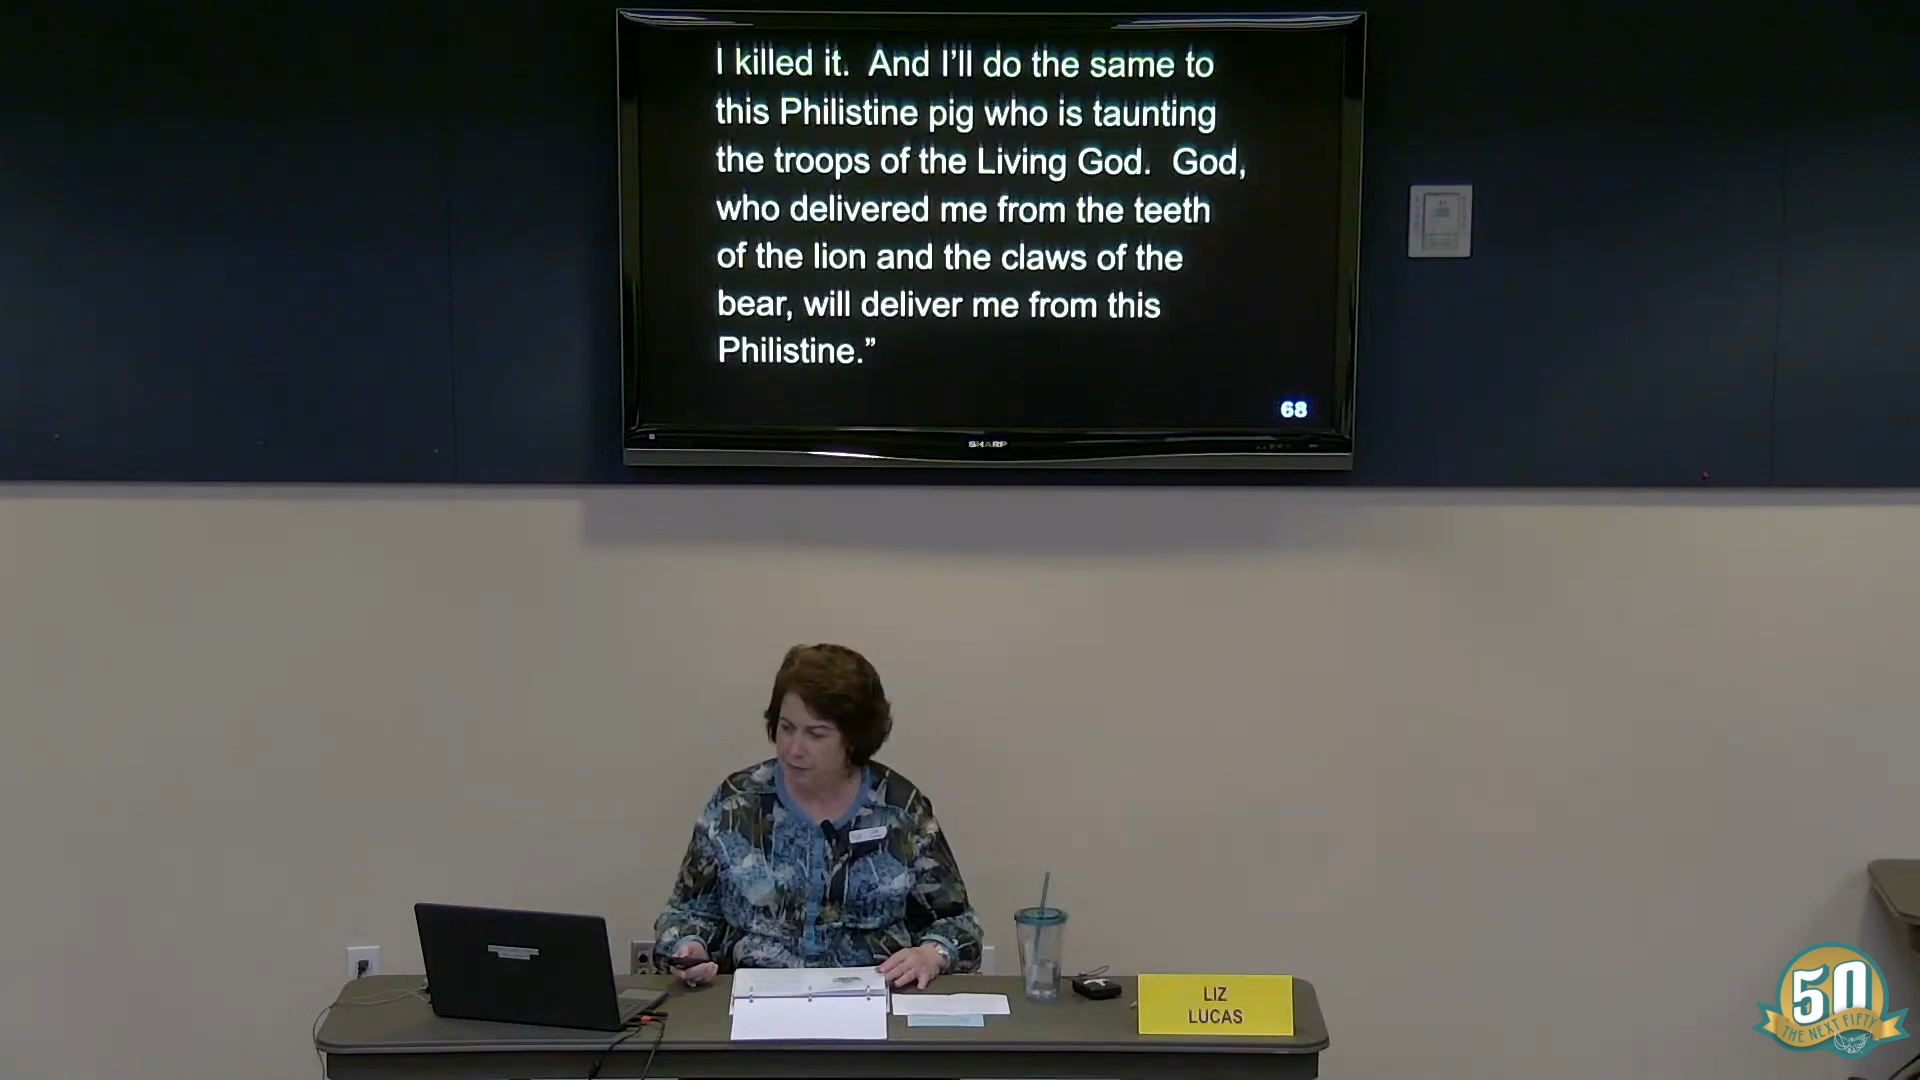 I killed it.  And I’ll do the same to
this Philistine pig who is taunting
the troops of the Living God.  God,
who delivered me from the teeth
of the lion and the claws of the
bear, will deliver me from this
Philistine.”
68
SHARP
LIZ
LUCAS
50
THE NEXT FIFTY